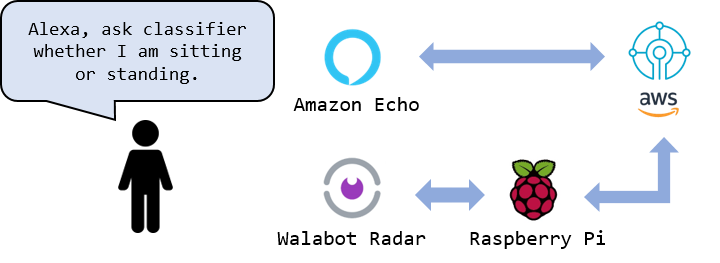 Alexa, ask classifier
whether I am sitting
or standing.
Amazon Echo
aws
Walabot Radar
Raspberry Pi